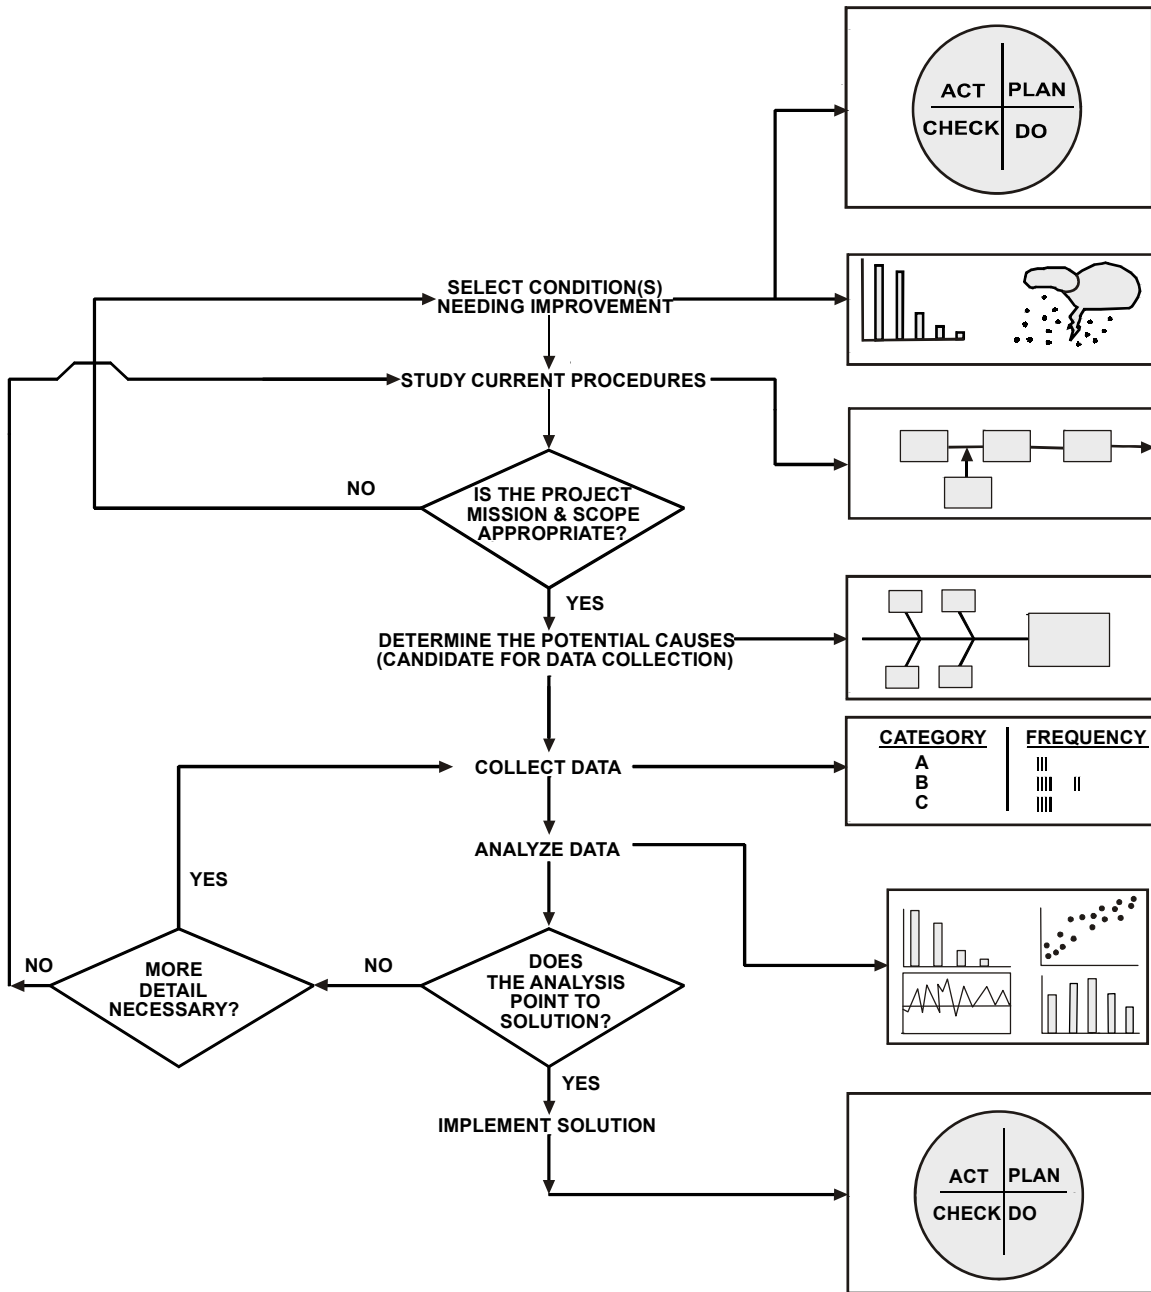 ACT PLAN
CHECK DO
SELECT CONDITION(S)
NEEDING IMPROVEMENT
STUDY CURRENT PROCEDURES
NO
IS THE PROJECT
MISSION & SCOPE
APPROPRIATE?
YES
DETERMINE THE POTENTIAL CAUSES
(CANDIDATE FOR DATA COLLECTION)
CATEGORY FREQUENCY
A
B
C
COLLECT DATA
ANALYZE DATA
YES
NO
MORE
DETAIL
NECESSARY?
NO
DOES
THE ANALYSIS
POINT TO
SOLUTION?
YES
IMPLEMENT SOLUTION
ACT PLAN
CHECK DO